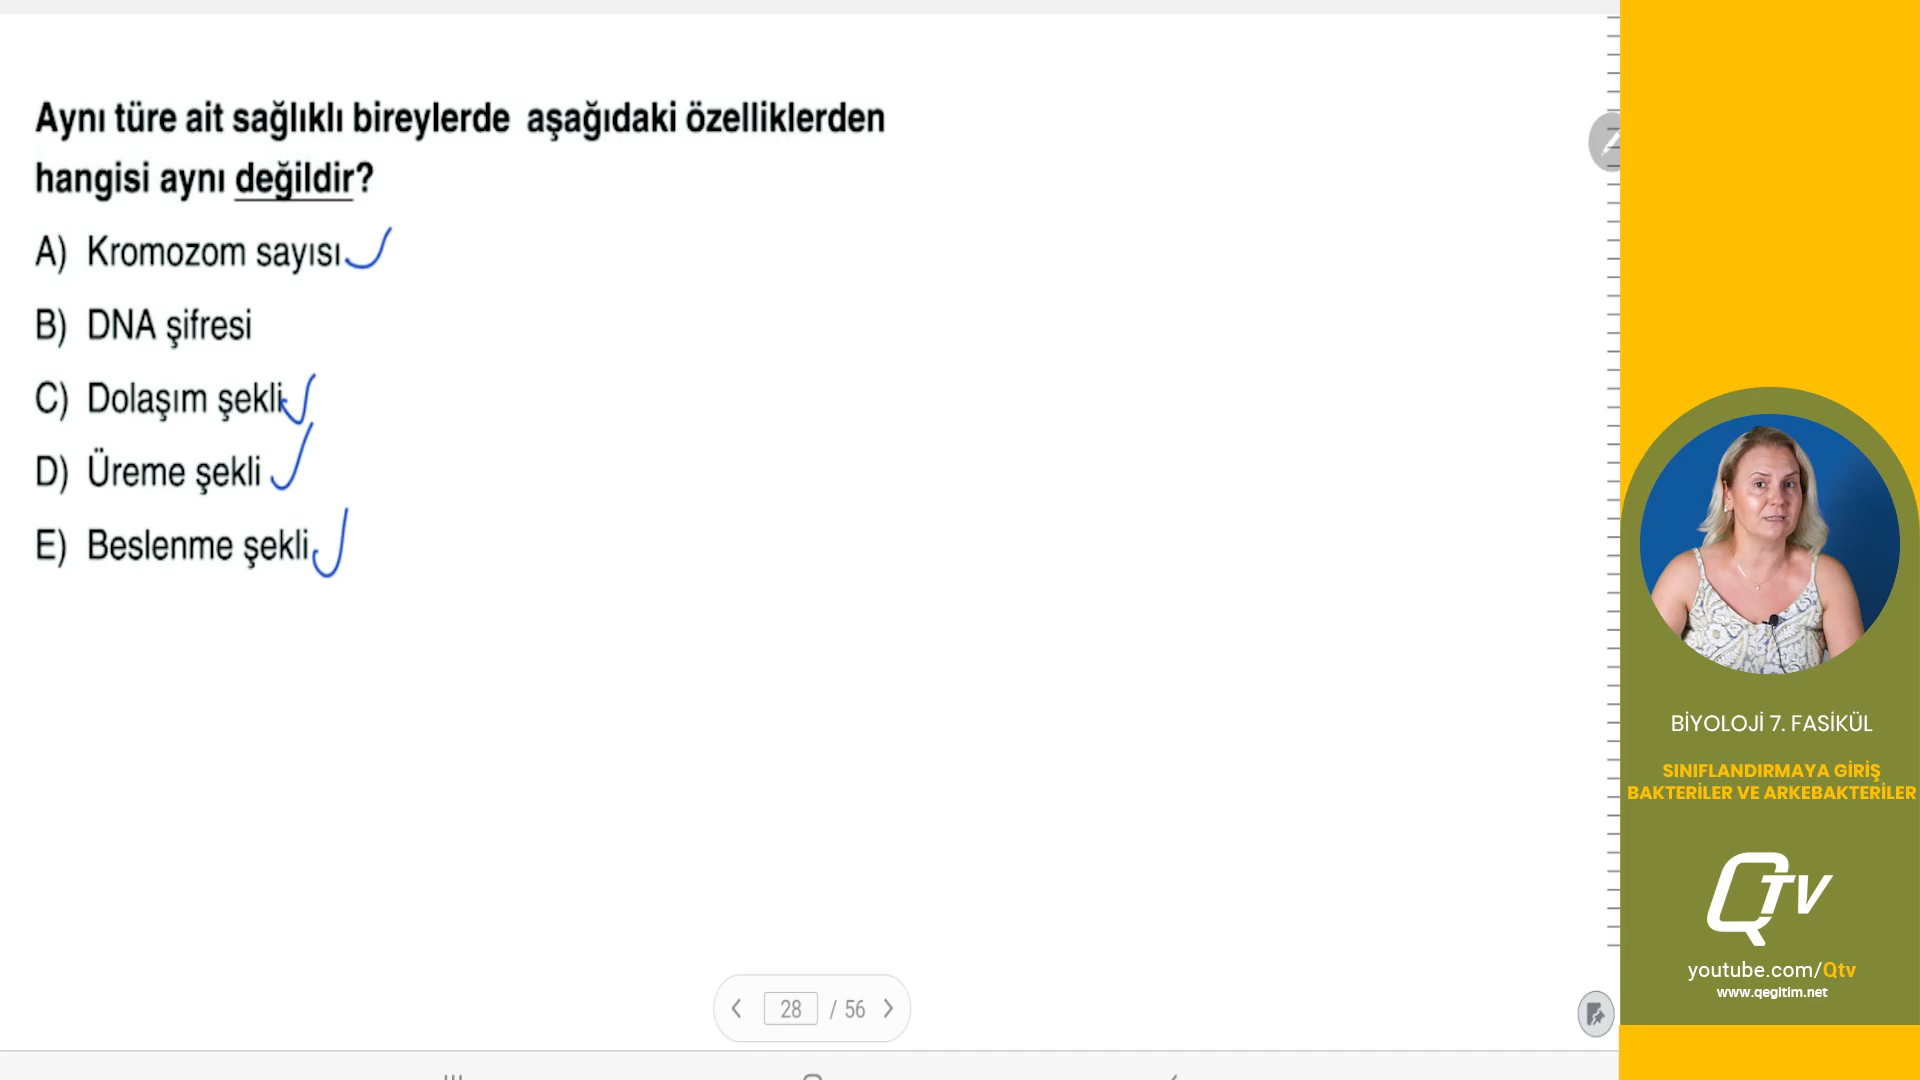 Aynı türe ait sağlıklı bireylerde aşağıdaki özelliklerden
hangisi aynı değildir?
A) Kromozom sayısı
B) DNA şifresi
C) Dolaşım şekli
D) Üreme şekli
E) Beslenme şekli
28 / 56
BİYOLOJİ 7. FASİKÜL
SINIFLANDIRMAYA GİRİŞ
BAKTERİLER VE ARKEBAKTERİLER
QTV
youtube.com/Qtv
www.qegitim.net